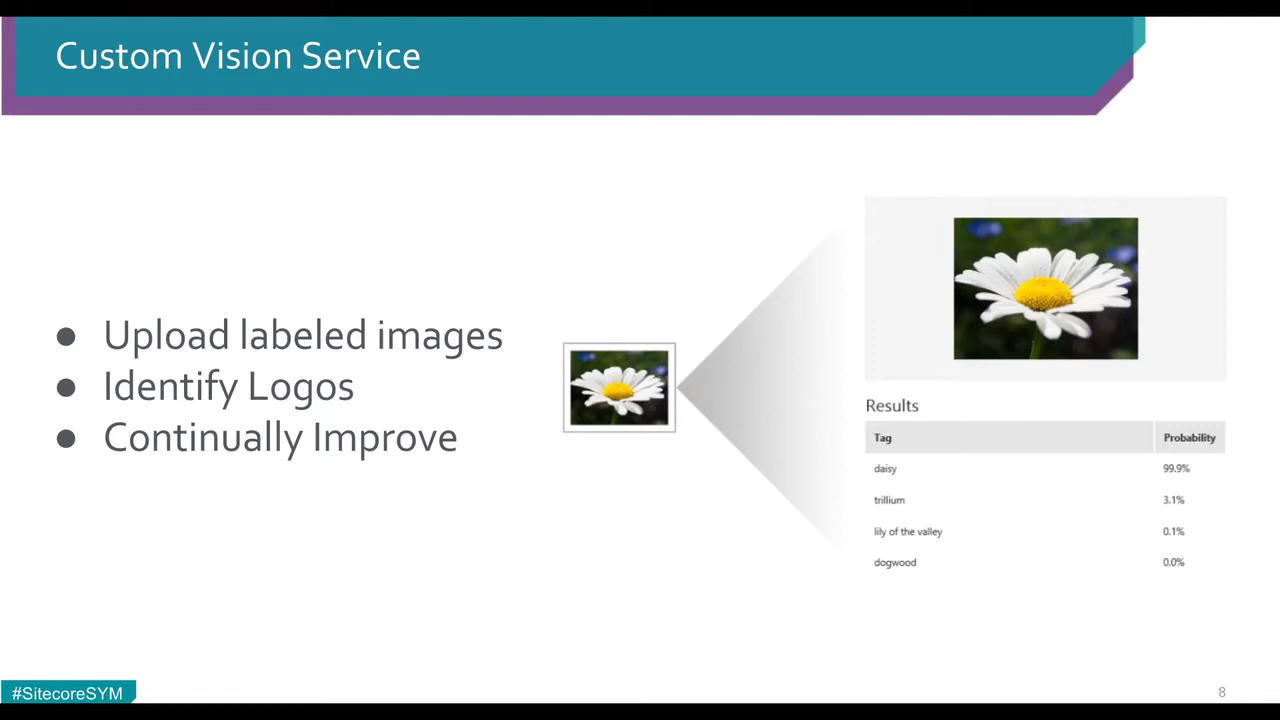 Custom Vision Service
● Upload labeled images
● Identify Logos
● Continually Improve
Results
Tag Probability
daisy 99.9%
trillium 3.1%
lily of the valley 0.1%
dogwood 0.0%
#SitecoreSYM
8